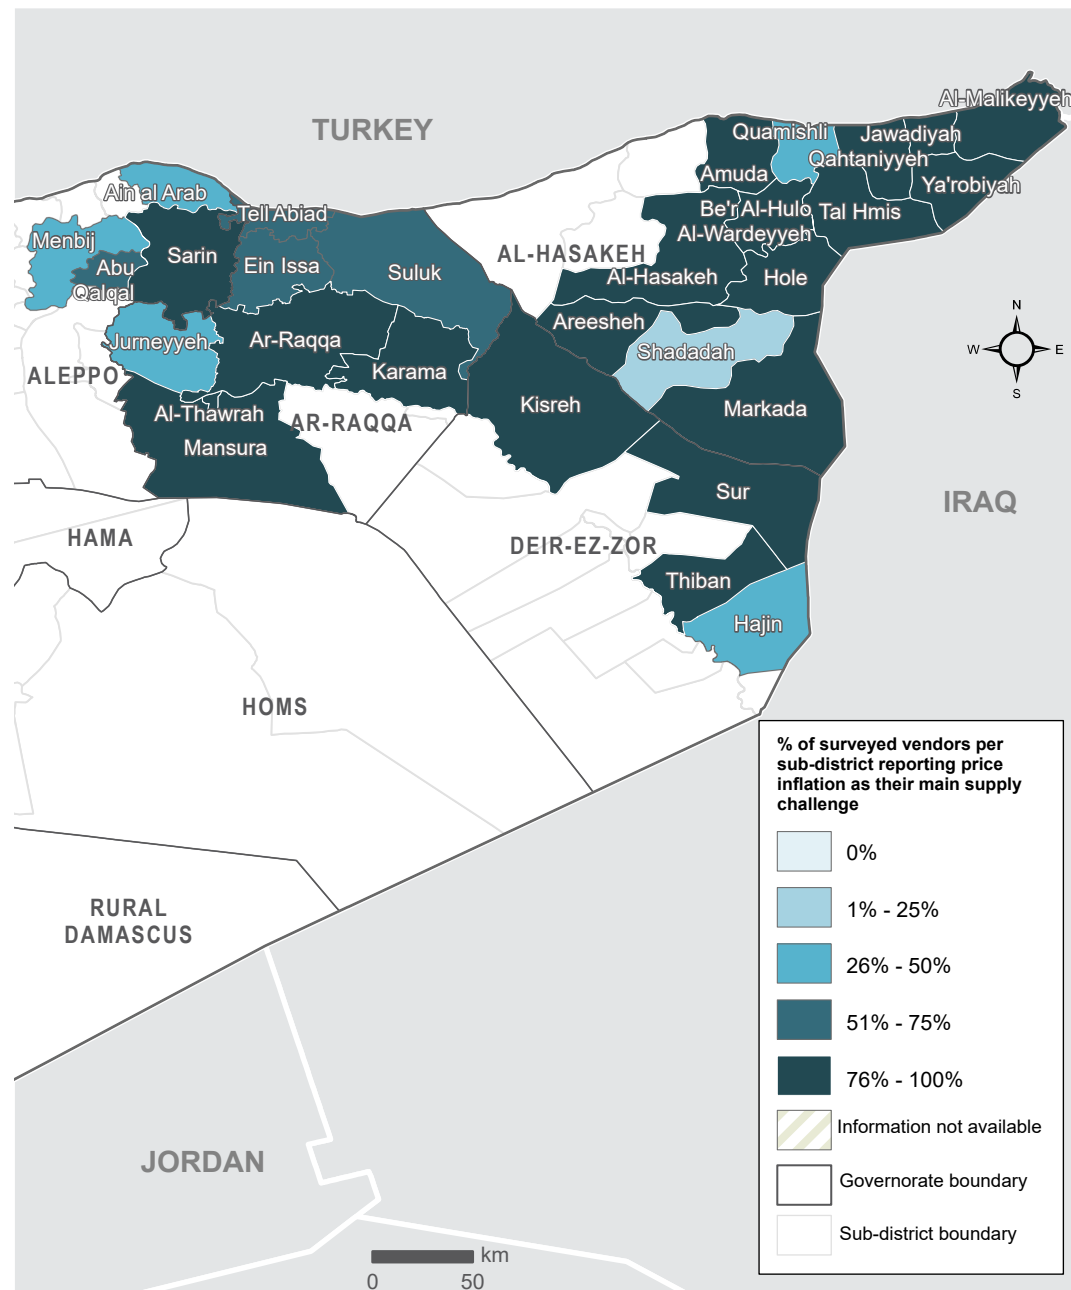 TURKEY
Al-Malikeyyeh
Quamishli
Jawadiyah
Qahtaniyyeh
Amuda
Ya'robiyah
Ain al Arab
Tell Abiad
Be'r Al-Hulo
Al-Wardeyyeh
Tal Hmis
Menbij
Sarin
Abu
Qalqal
Ein Issa
Suluk
AL-HASAKEH
Al-Hasakeh
Hole
N
W
E
S
Jurneyyeh
Ar-Raqqa
Areesheh
Shadadah
ALEPPO
Karama
Al-Thawrah
AR-RAQQA
Kisreh
Markada
Mansura
Sur
IRAQ
HAMA
DEIR-EZ-ZOR
Thiban
Hajin
HOMS
RURAL
DAMASCUS
JORDAN
% of surveyed vendors per
sub-district reporting price
inflation as their main supply
challenge
0%
1% - 25%
26% - 50%
51% - 75%
76% - 100%
Information not available
Governorate boundary
Sub-district boundary
km
0 50